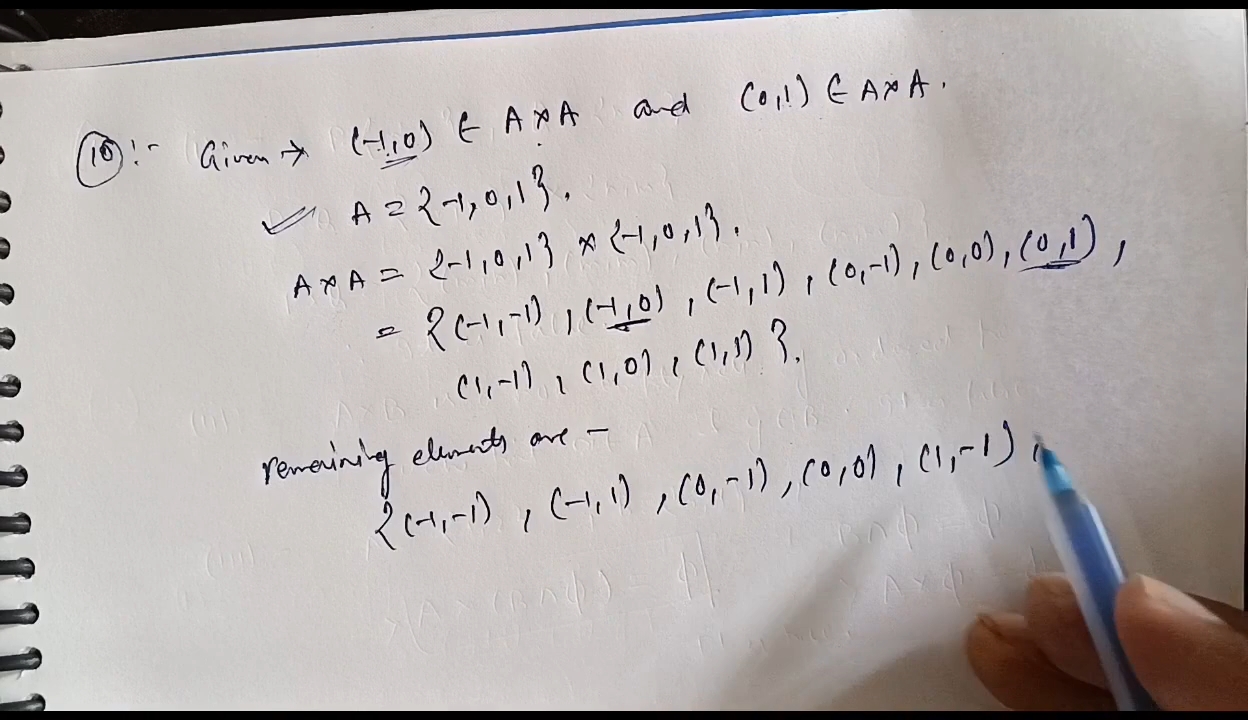 (10):- Given → (-1,0) ∈ A×A and (0,1) ∈ A×A.
A = {-1,0,1}.
A×A = {-1,0,1} × {-1,0,1}.
= {(-1,-1), (-1,0), (-1,1), (0,-1), (0,0), (0,1),
(1,-1), (1,0), (1,1)}.
remaining elements are -
{(-1,-1), (-1,1), (0,-1), (0,0), (1,-1),